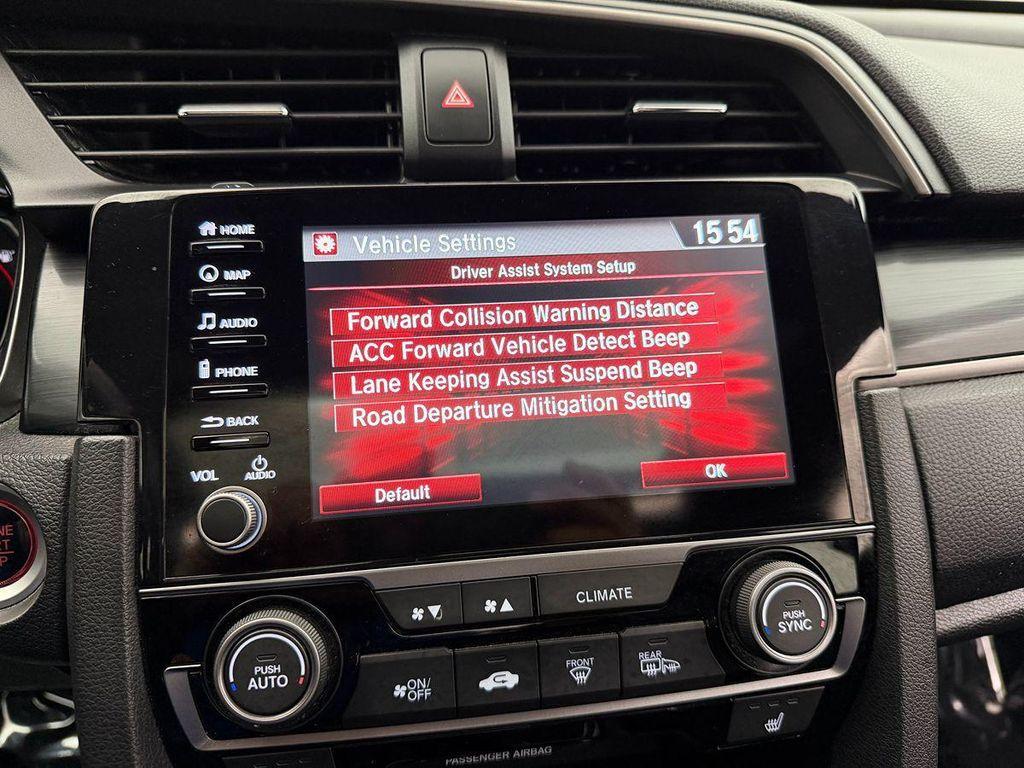 HOME
MAP
AUDIO
PHONE
BACK
VOL
AUDIO
Vehicle Settings
15 54
Driver Assist System Setup
Forward Collision Warning Distance
ACC Forward Vehicle Detect Beep
Lane Keeping Assist Suspend Beep
Road Departure Mitigation Setting
Default
OK
CLIMATE
PUSH
AUTO
ON/
OFF
FRONT
REAR
PUSH
SYNC
PASSENGER AIRBAG